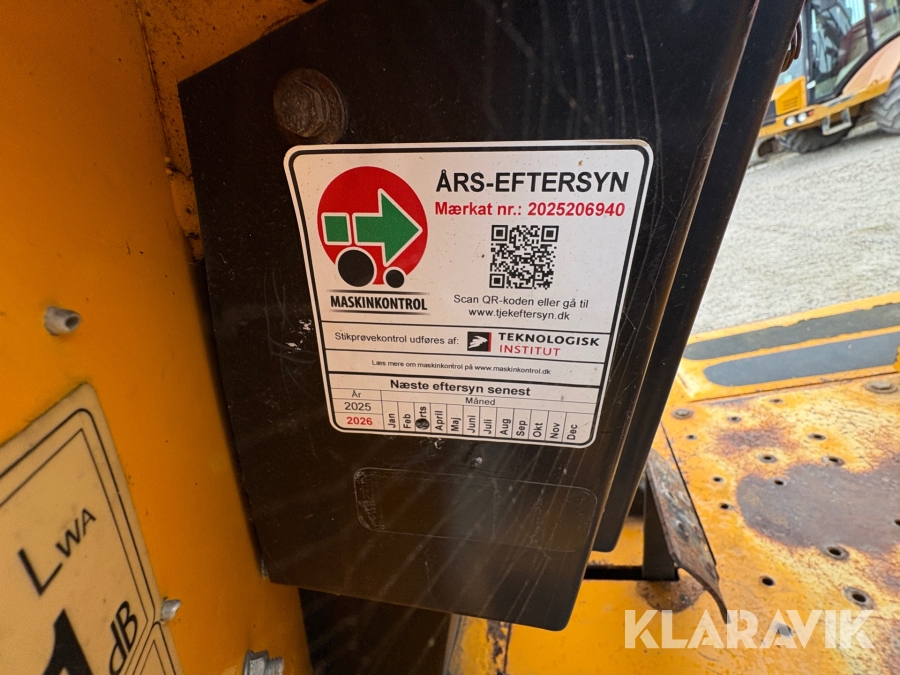 ÅRS-EFTERSYN
Mærkat nr.: 2025206940
MASKINKONTROL
Scan QR-koden eller gå til
www.tjekeftersyn.dk
Stikprøvekontrol udføres af: TEKNOLOGISK
INSTITUT
Læs mere om maskinkontrol på www.maskinkontrol.dk
Næste eftersyn senest
År Måned
2025
2026
Jan Feb Marts April Maj Juni Juli Aug Sep Okt Nov Dec
LWA
dB
KLARAVIK